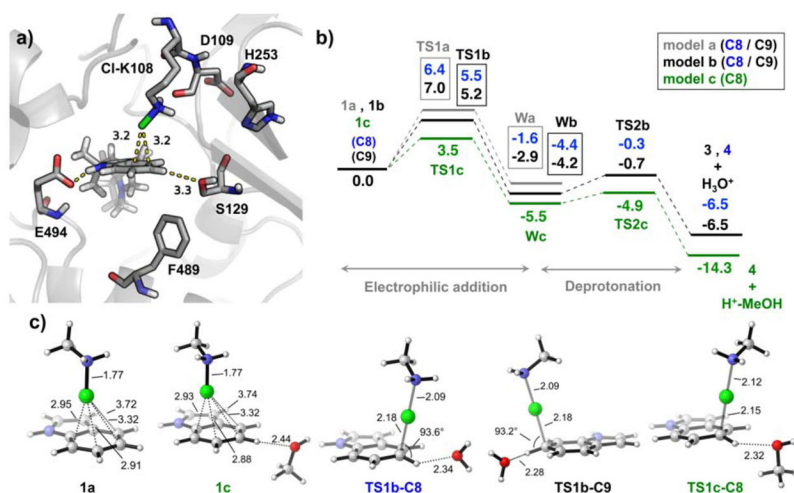 a)
Cl-K108
D109
H253
3.2
3.2
3.3
E494
S129
F489
b)
model a (C8 / C9)
model b (C8 / C9)
model c (C8)
TS1a
TS1b
6.4
7.0
5.5
5.2
1a , 1b
1c
(C8)
(C9)
0.0
3.5
TS1c
Wa
Wb
-1.6
-2.9
-4.4
-4.2
-5.5
Wc
TS2b
-0.3
-0.7
-4.9
TS2c
3 , 4
+
H3O+
-6.5
-6.5
-14.3
4
+
H+-MeOH
Electrophilic addition
Deprotonation
c)
1.77
2.95
3.72
3.32
2.91
1a
1.77
2.93
3.74
3.32
2.44
2.88
1c
2.09
2.18
93.6°
2.34
TS1b-C8
2.09
2.18
93.2°
2.28
TS1b-C9
2.12
2.15
2.32
TS1c-C8